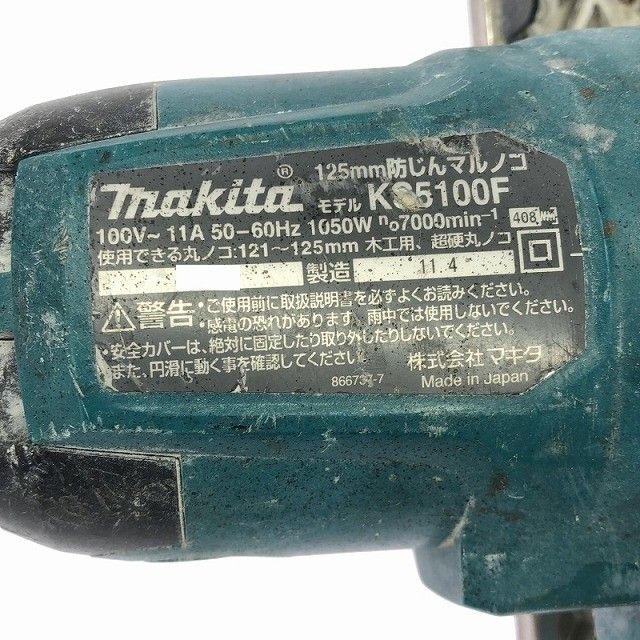 125mm防じんマルノコ
makita® モデル KS5100F
100V~ 11A 50-60Hz 1050W n₀7000min⁻¹
使用できる丸ノコ:121~125mm 木工用、超硬丸ノコ
製造 11.4
警告:・ご使用前に取扱説明書を必ずよくお読みください。
・感電の恐れがあります。雨中では使用しないでください。
・安全カバーは、絶対に固定したり取り外したりしないでください。
また、円滑に動く事を確認してください。
株式会社 マキタ
Made in Japan